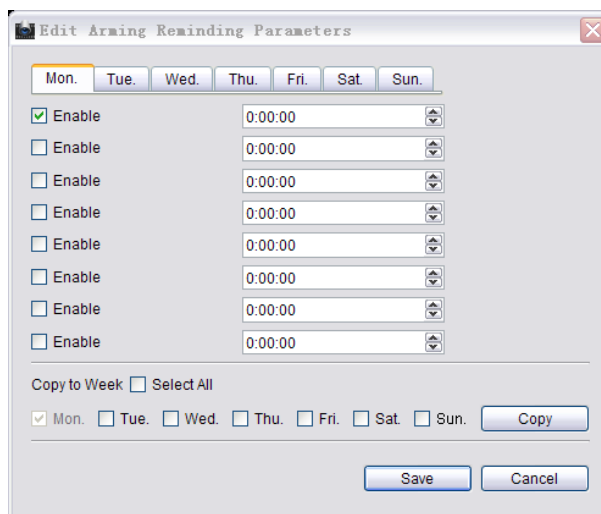 Edit Arming Reminding Parameters
Mon. Tue. Wed. Thu. Fri. Sat. Sun.
Enable 0:00:00
Enable 0:00:00
Enable 0:00:00
Enable 0:00:00
Enable 0:00:00
Enable 0:00:00
Enable 0:00:00
Enable 0:00:00
Copy to Week Select All
Mon. Tue. Wed. Thu. Fri. Sat. Sun. Copy
Save Cancel